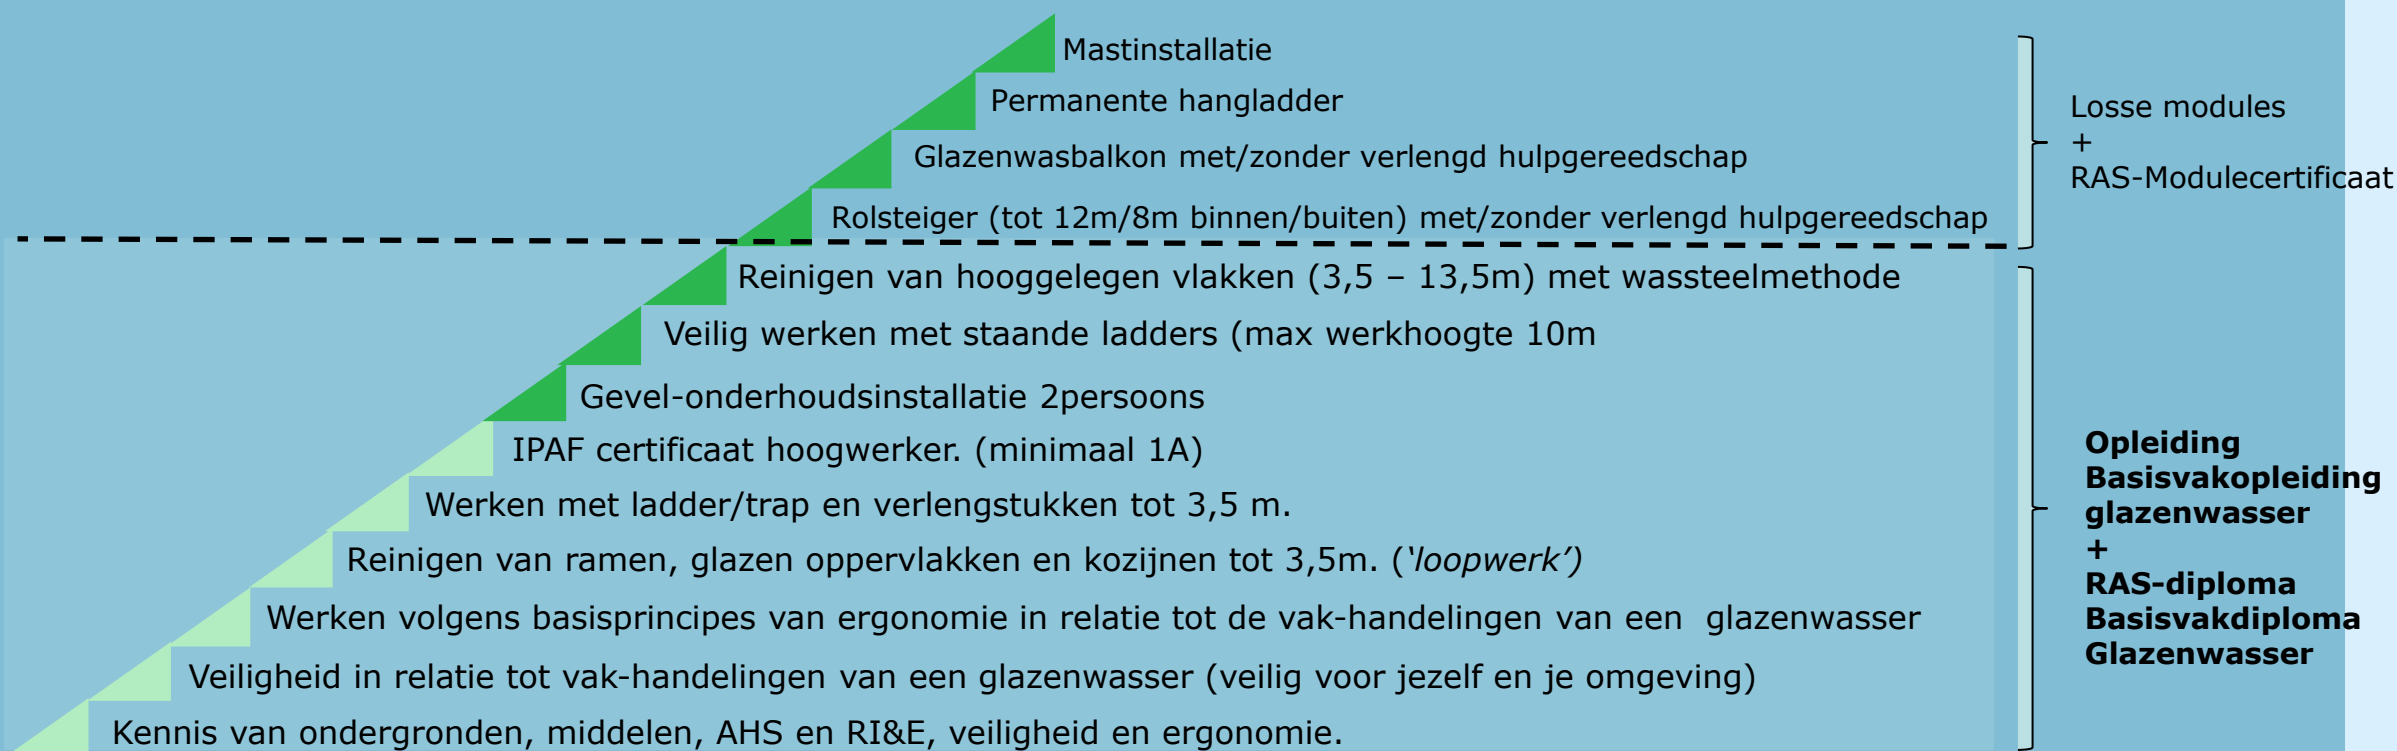 Mastinstallatie
Permanente hangladder
Glazenwasbalkon met/zonder verlengd hulpgereedschap
Rolsteiger (tot 12m/8m binnen/buiten) met/zonder verlengd hulpgereedschap
Losse modules
+
RAS-Modulecertificaat
Reinigen van hooggelegen vlakken (3,5 – 13,5m) met wassteelmethode
Veilig werken met staande ladders (max werkhoogte 10m
Gevel-onderhoudsinstallatie 2persoons
IPAF certificaat hoogwerker. (minimaal 1A)
Werken met ladder/trap en verlengstukken tot 3,5 m.
Reinigen van ramen, glazen oppervlakken en kozijnen tot 3,5m. (‘loopwerk’)
Werken volgens basisprincipes van ergonomie in relatie tot de vak-handelingen van een  glazenwasser
Veiligheid in relatie tot vak-handelingen van een glazenwasser (veilig voor jezelf en je omgeving)
Kennis van ondergronden, middelen, AHS en RI&E, veiligheid en ergonomie.
Opleiding
Basisvakopleiding
glazenwasser
+
RAS-diploma
Basisvakdiploma
Glazenwasser